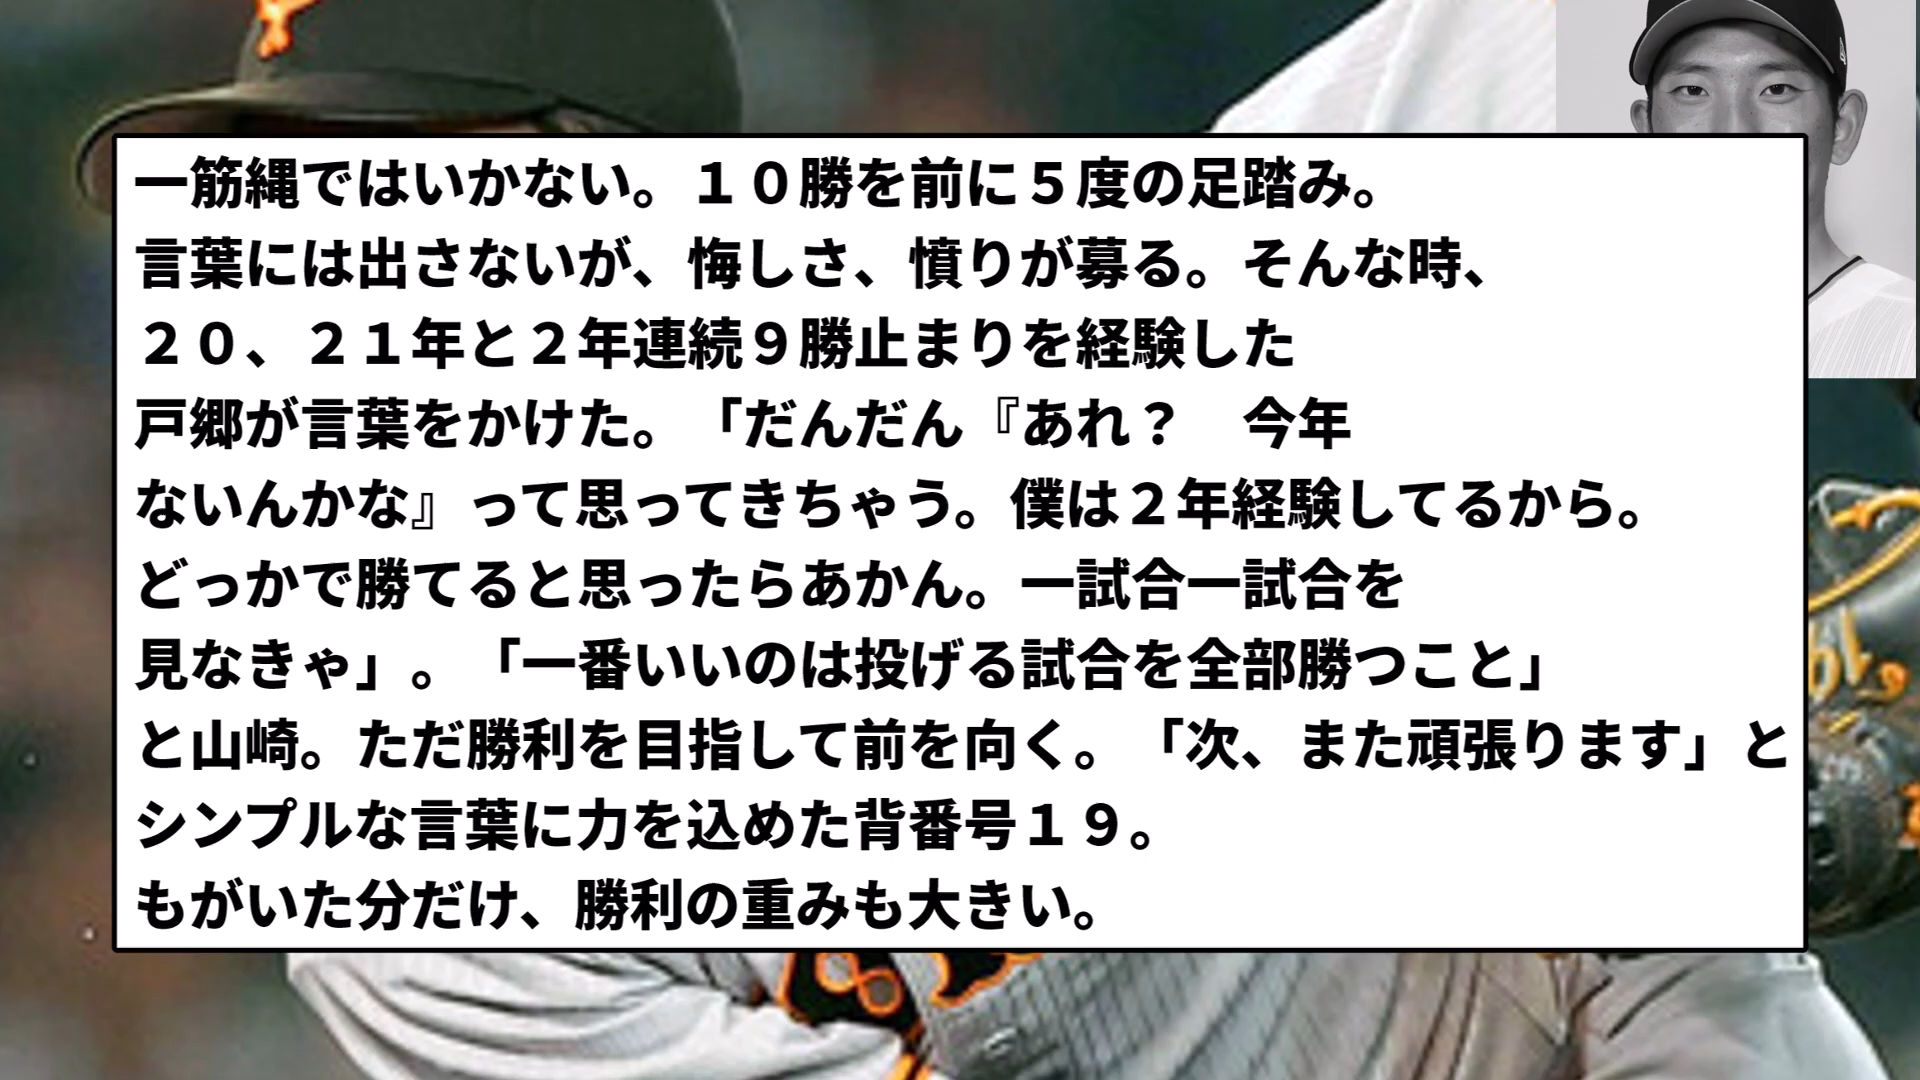 一筋縄ではいかない。１０勝を前に５度の足踏み。
言葉には出さないが、悔しさ、憤りが募る。そんな時、
２０、２１年と２年連続９勝止まりを経験した
戸郷が言葉をかけた。「だんだん『あれ？　今年
ないんかな』って思ってきちゃう。僕は２年経験してるから。
どっかで勝てると思ったらあかん。一試合一試合を
見なきゃ」。「一番いいのは投げる試合を全部勝つこと」
と山崎。ただ勝利を目指して前を向く。「次、また頑張ります」と
シンプルな言葉に力を込めた背番号１９。
もがいた分だけ、勝利の重みも大きい。